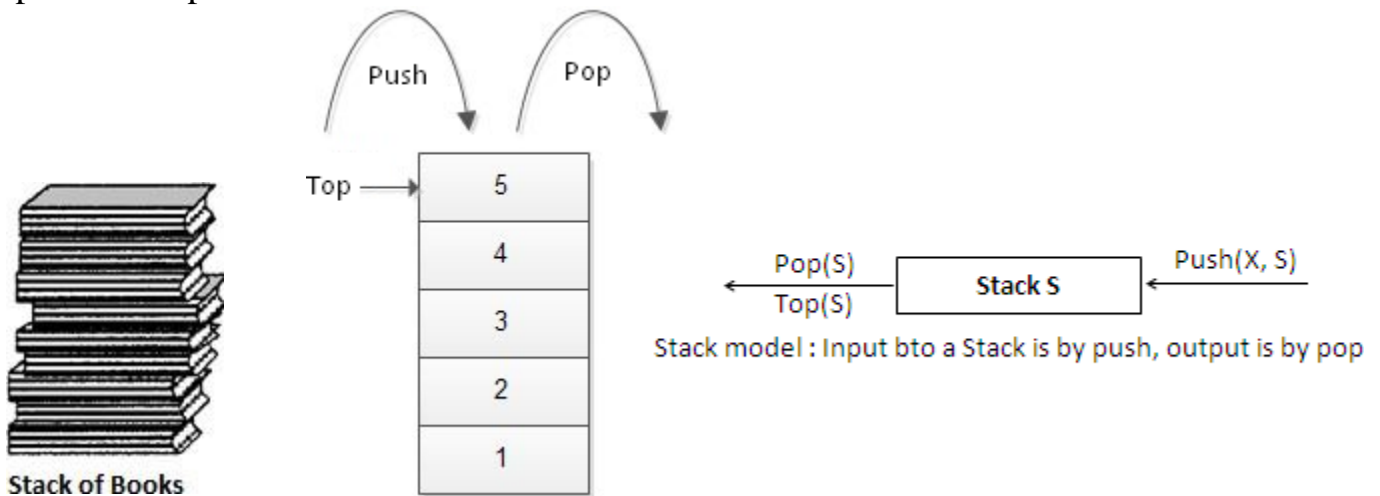 Push
Pop
Top
5
4
3
2
1
Stack of Books
Pop(S)
Top(S)
Stack S
Push(X, S)
Stack model : Input bto a Stack is by push, output is by pop